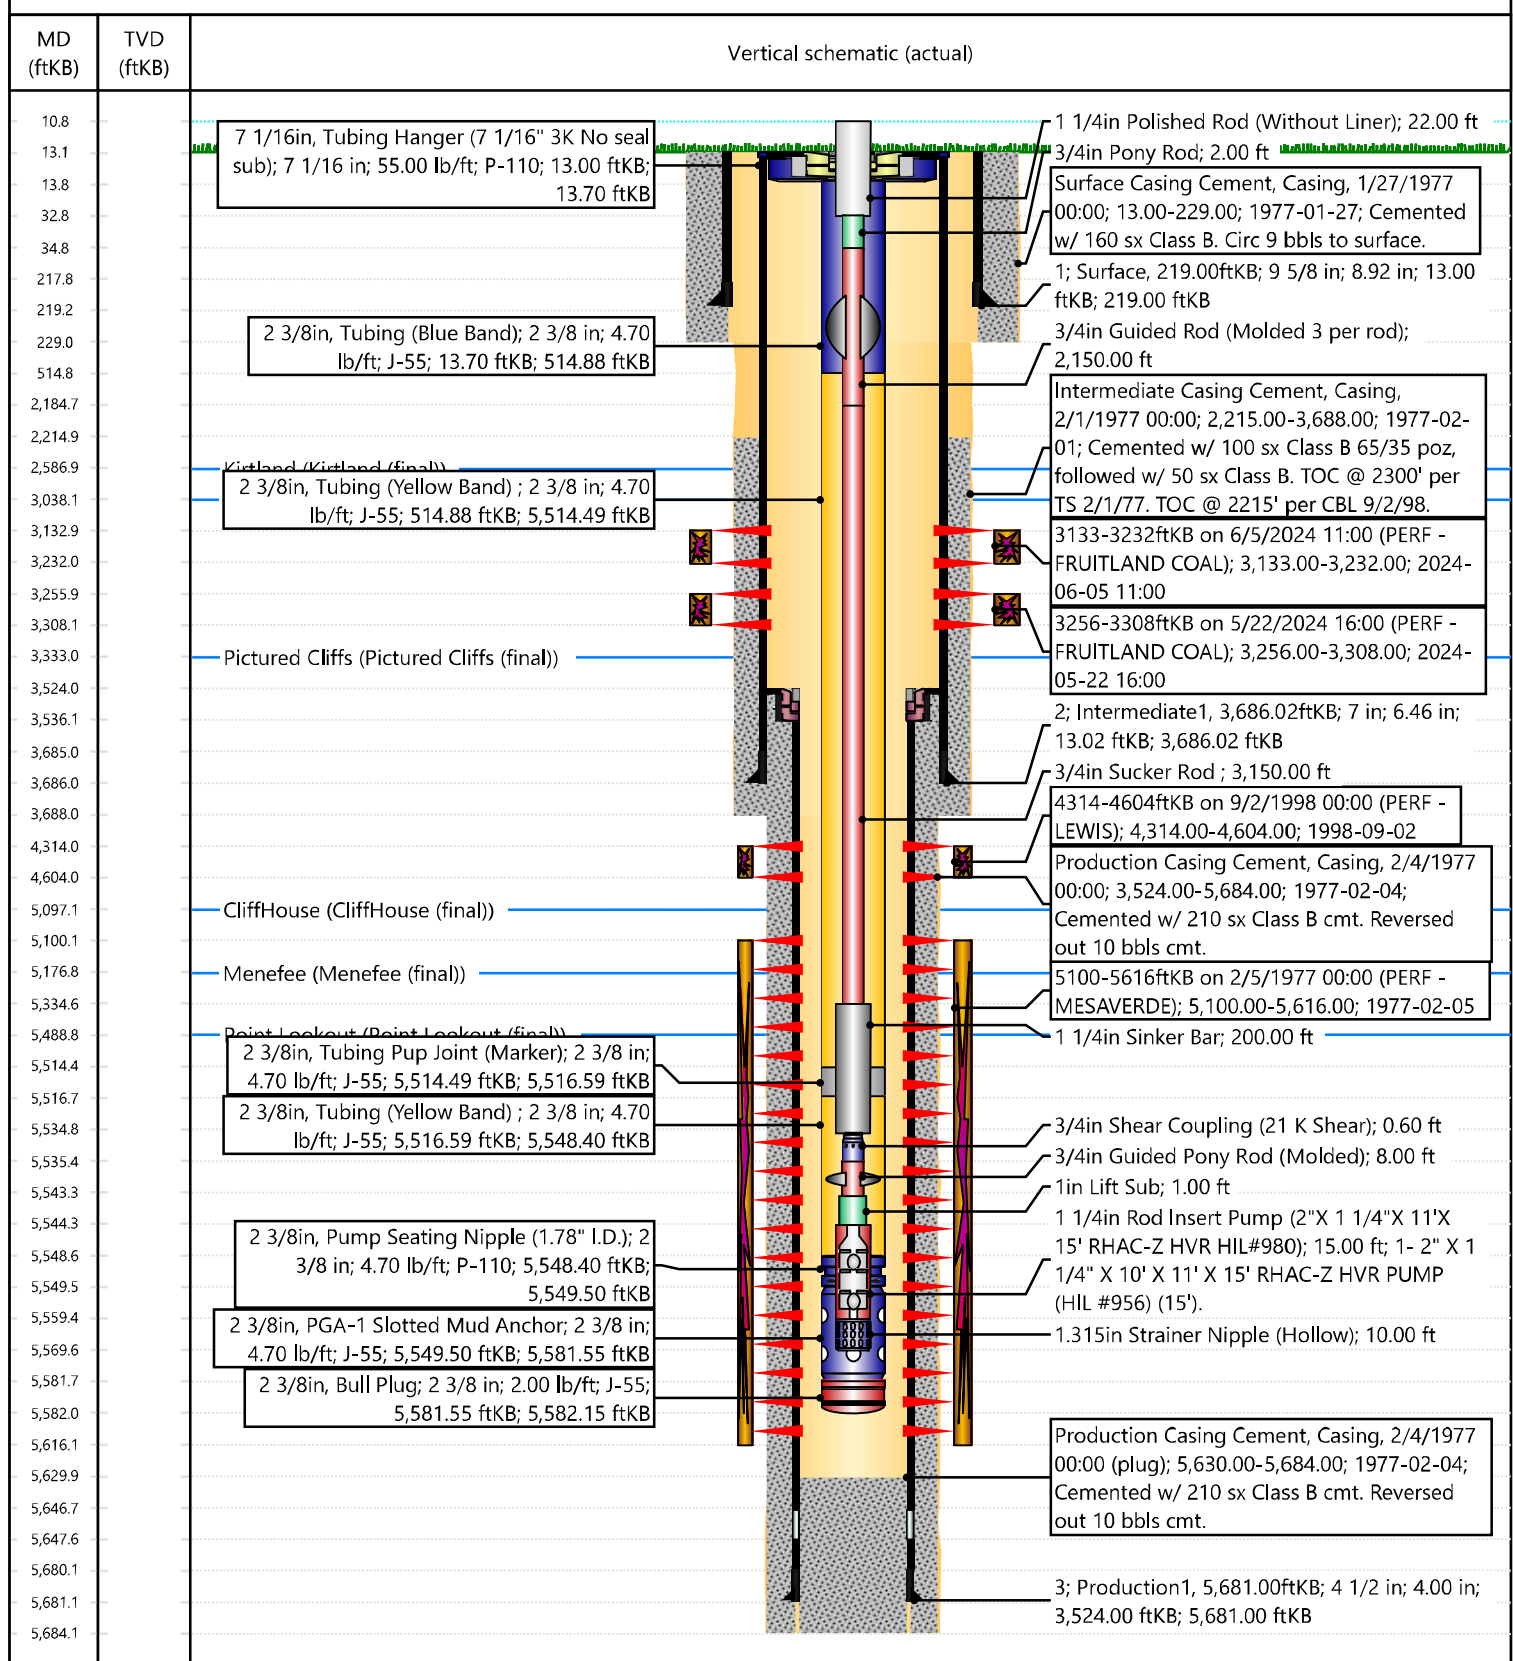 MD
(ftKB)
TVD
(ftKB)
Vertical schematic (actual)
10.8
13.1
13.8
32.8
34.8
217.8
219.2
229.0
514.8
2,184.7
2,214.9
2,586.9
3,038.1
3,132.9
3,232.0
3,255.9
3,308.1
3,333.0
3,524.0
3,536.1
3,685.0
3,686.0
3,688.0
4,314.0
4,604.0
5,097.1
5,100.1
5,176.8
5,334.6
5,488.8
5,514.4
5,516.7
5,534.8
5,535.4
5,543.3
5,544.3
5,548.6
5,549.5
5,559.4
5,569.6
5,581.7
5,582.0
5,616.1
5,629.9
5,646.7
5,647.6
5,680.1
5,681.1
5,684.1
7 1/16in, Tubing Hanger (7 1/16" 3K No seal
sub); 7 1/16 in; 55.00 lb/ft; P-110; 13.00 ftKB;
13.70 ftKB
2 3/8in, Tubing (Blue Band); 2 3/8 in; 4.70
lb/ft; J-55; 13.70 ftKB; 514.88 ftKB
Kirtland (Kirtland (final))
2 3/8in, Tubing (Yellow Band) ; 2 3/8 in; 4.70
lb/ft; J-55; 514.88 ftKB; 5,514.49 ftKB
Pictured Cliffs (Pictured Cliffs (final))
CliffHouse (CliffHouse (final))
Menefee (Menefee (final))
Point Lookout (Point Lookout (final))
2 3/8in, Tubing Pup Joint (Marker); 2 3/8 in;
4.70 lb/ft; J-55; 5,514.49 ftKB; 5,516.59 ftKB
2 3/8in, Tubing (Yellow Band) ; 2 3/8 in; 4.70
lb/ft; J-55; 5,516.59 ftKB; 5,548.40 ftKB
2 3/8in, Pump Seating Nipple (1.78" I.D.); 2
3/8 in; 4.70 lb/ft; P-110; 5,548.40 ftKB;
5,549.50 ftKB
2 3/8in, PGA-1 Slotted Mud Anchor; 2 3/8 in;
4.70 lb/ft; J-55; 5,549.50 ftKB; 5,581.55 ftKB
2 3/8in, Bull Plug; 2 3/8 in; 2.00 lb/ft; J-55;
5,581.55 ftKB; 5,582.15 ftKB
1 1/4in Polished Rod (Without Liner); 22.00 ft
3/4in Pony Rod; 2.00 ft
Surface Casing Cement, Casing, 1/27/1977
00:00; 13.00-229.00; 1977-01-27; Cemented
w/ 160 sx Class B. Circ 9 bbls to surface.
1; Surface, 219.00ftKB; 9 5/8 in; 8.92 in; 13.00
ftKB; 219.00 ftKB
3/4in Guided Rod (Molded 3 per rod);
2,150.00 ft
Intermediate Casing Cement, Casing,
2/1/1977 00:00; 2,215.00-3,688.00; 1977-02-
01; Cemented w/ 100 sx Class B 65/35 poz,
followed w/ 50 sx Class B. TOC @ 2300' per
TS 2/1/77. TOC @ 2215' per CBL 9/2/98.
3133-3232ftKB on 6/5/2024 11:00 (PERF -
FRUITLAND COAL); 3,133.00-3,232.00; 2024-
06-05 11:00
3256-3308ftKB on 5/22/2024 16:00 (PERF -
FRUITLAND COAL); 3,256.00-3,308.00; 2024-
05-22 16:00
2; Intermediate1, 3,686.02ftKB; 7 in; 6.46 in;
13.02 ftKB; 3,686.02 ftKB
3/4in Sucker Rod ; 3,150.00 ft
4314-4604ftKB on 9/2/1998 00:00 (PERF -
LEWIS); 4,314.00-4,604.00; 1998-09-02
Production Casing Cement, Casing, 2/4/1977
00:00; 3,524.00-5,684.00; 1977-02-04;
Cemented w/ 210 sx Class B cmt. Reversed
out 10 bbls cmt.
5100-5616ftKB on 2/5/1977 00:00 (PERF -
MESAVERDE); 5,100.00-5,616.00; 1977-02-05
1 1/4in Sinker Bar; 200.00 ft
3/4in Shear Coupling (21 K Shear); 0.60 ft
3/4in Guided Pony Rod (Molded); 8.00 ft
1in Lift Sub; 1.00 ft
1 1/4in Rod Insert Pump (2"X 1 1/4"X 11'X
15' RHAC-Z HVR HIL#980); 15.00 ft; 1- 2" X 1
1/4" X 10' X 11' X 15' RHAC-Z HVR PUMP
(HIL #956) (15').
1.315in Strainer Nipple (Hollow); 10.00 ft
Production Casing Cement, Casing, 2/4/1977
00:00 (plug); 5,630.00-5,684.00; 1977-02-04;
Cemented w/ 210 sx Class B cmt. Reversed
out 10 bbls cmt.
3; Production1, 5,681.00ftKB; 4 1/2 in; 4.00 in;
3,524.00 ftKB; 5,681.00 ftKB